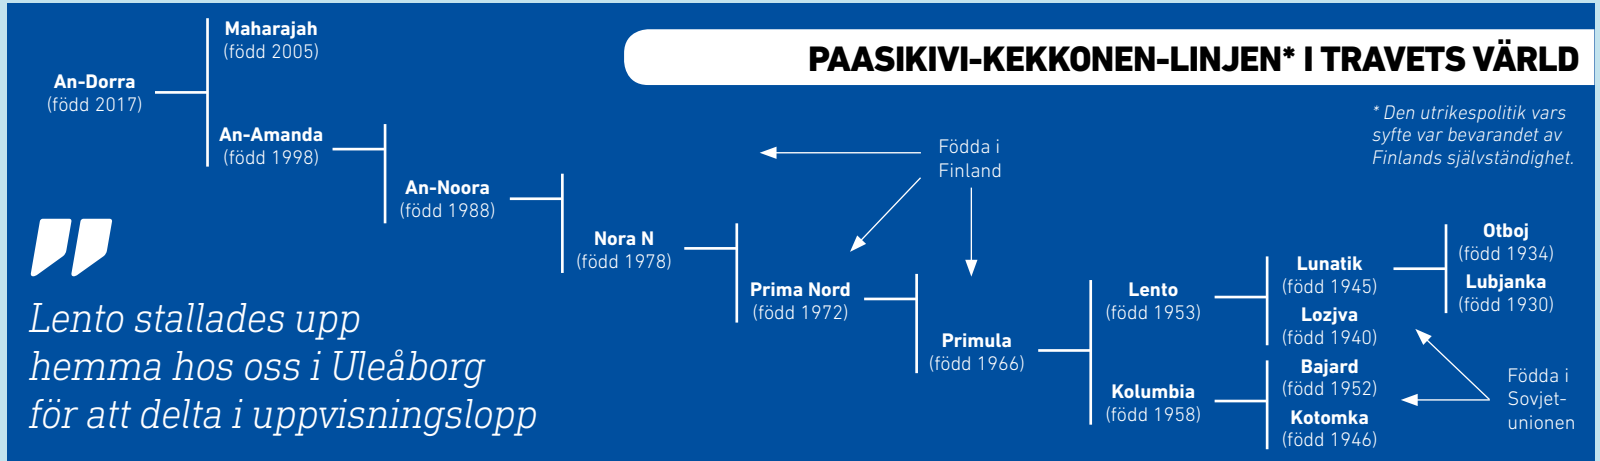 PAASIKIVI-KEKKONEN-LINJEN* I TRAVETS VÄRLD
* Den utrikespolitik vars
syfte var bevarandet av
Finlands självständighet.
An-Dorra
(född 2017)
Maharajah
(född 2005)
An-Amanda
(född 1998)
An-Noora
(född 1988)
Nora N
(född 1978)
Prima Nord
(född 1972)
Primula
(född 1966)
Födda i
Finland
Lento
(född 1953)
Kolumbia
(född 1958)
Lunatik
(född 1945)
Lozjva
(född 1940)
Bajard
(född 1952)
Kotomka
(född 1946)
Otboj
(född 1934)
Lubjanka
(född 1930)
Födda i
Sovjet-
unionen
"
Lento stallades upp
hemma hos oss i Uleåborg
för att delta i uppvisningslopp